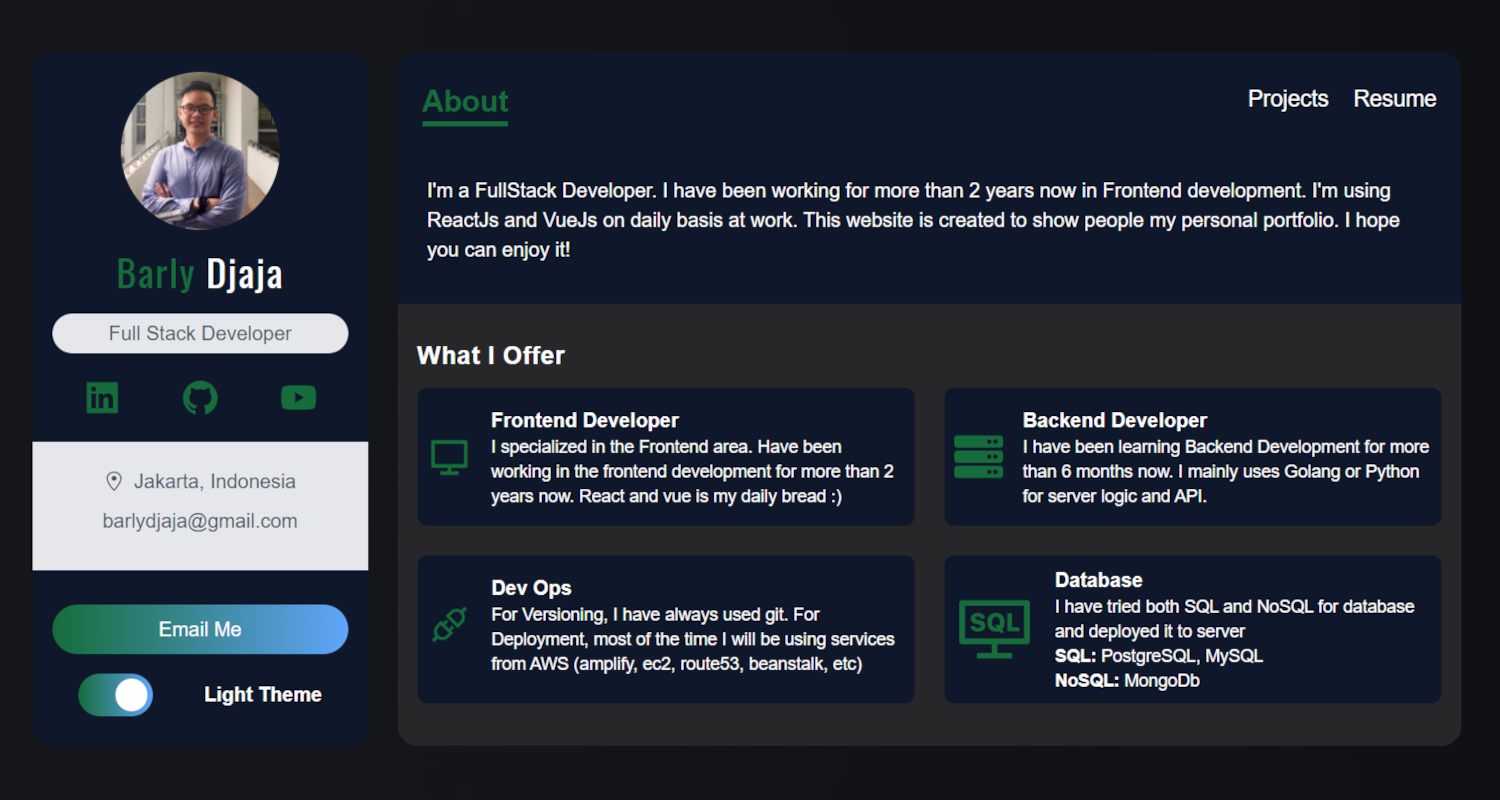 Barly Djaja
Full Stack Developer
in
Jakarta, Indonesia
barlydjaja@gmail.com
Email Me
Light Theme
About
Projects
Resume
I'm a FullStack Developer. I have been working for more than 2 years now in Frontend development. I'm using
ReactJs and VueJs on daily basis at work. This website is created to show people my personal portfolio. I hope
you can enjoy it!
What I Offer
Frontend Developer
I specialized in the Frontend area. Have been
working in the frontend development for more than 2
years now. React and vue is my daily bread :)
Backend Developer
I have been learning Backend Development for more
than 6 months now. I mainly uses Golang or Python
for server logic and API.
Dev Ops
For Versioning, I have always used git. For
Deployment, most of the time I will be using services
from AWS (amplify, ec2, route53, beanstalk, etc)
SQL
Database
I have tried both SQL and NoSQL for database
and deployed it to server
SQL: PostgreSQL, MySQL
NoSQL: MongoDb